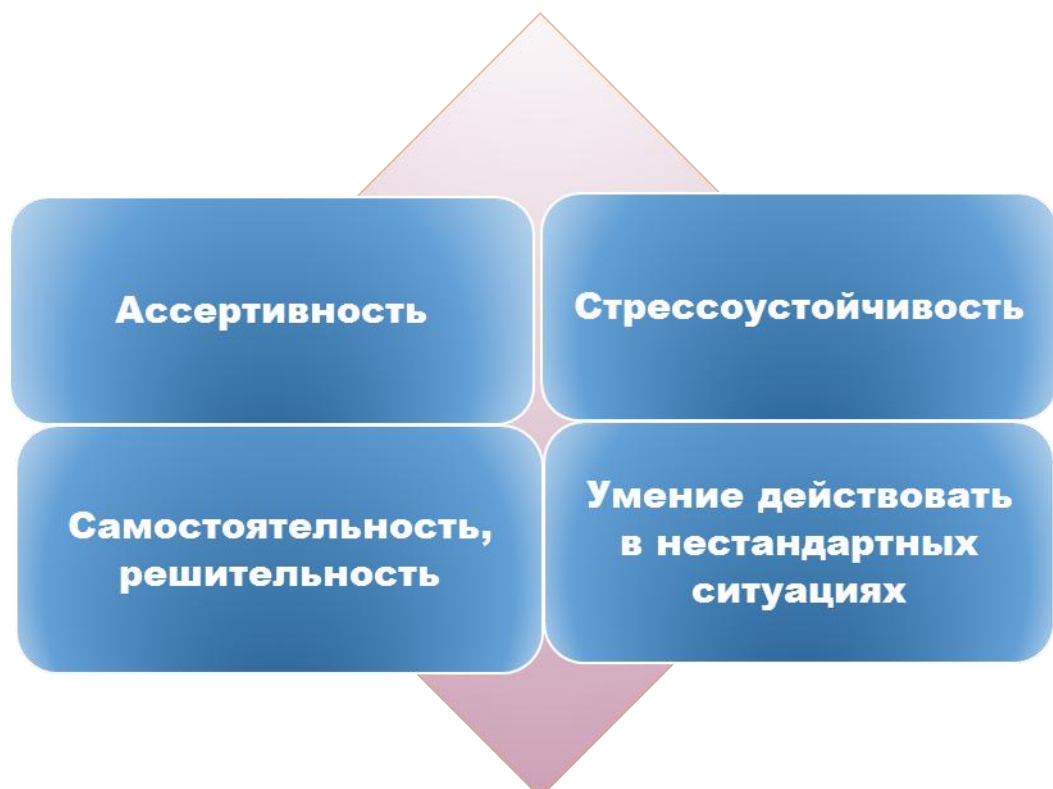 Ассертивность
Стрессоустойчивость
Самостоятельность,
решительность
Умение действовать
в нестандартных
ситуациях